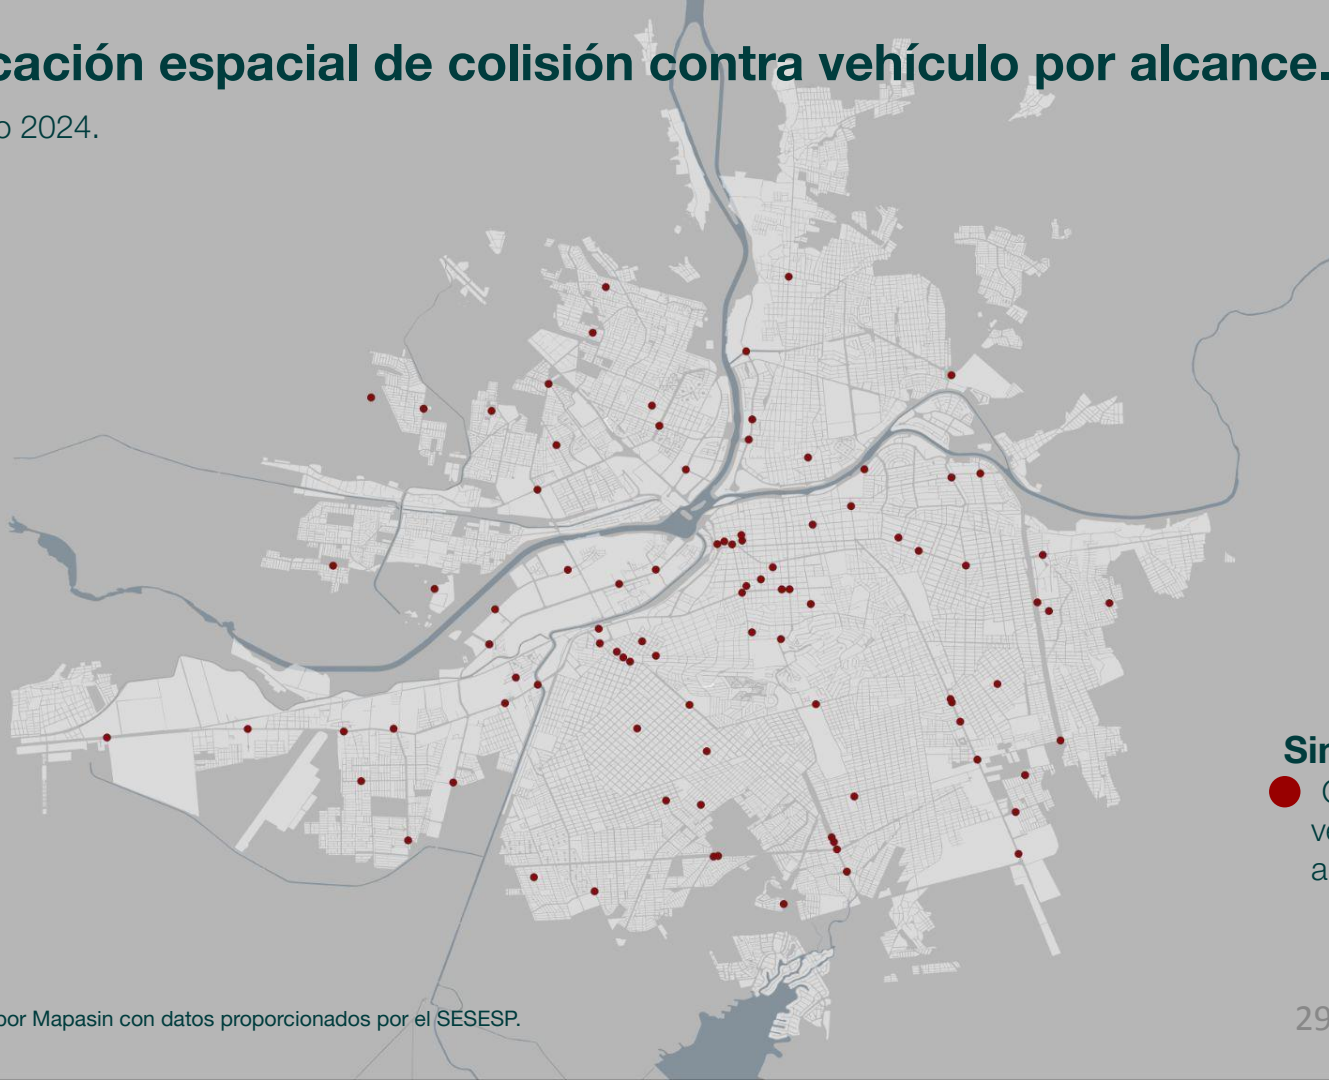 cación espacial de colisión contra vehículo por alcance.
o 2024.
Sin
C
ve
a
por Mapasin con datos proporcionados por el SESESP.
29